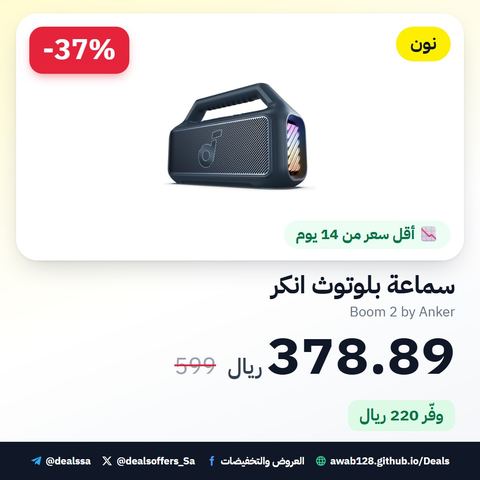 -37%
نون
أقل سعر من 14 يوم
سماعة بلوتوث انكر
Boom 2 by Anker
378.89 ريال 599
وفّر 220 ريال
@dealssa @dealsoffers_Sa العروض والتخفيضات awab128.github.io/Deals